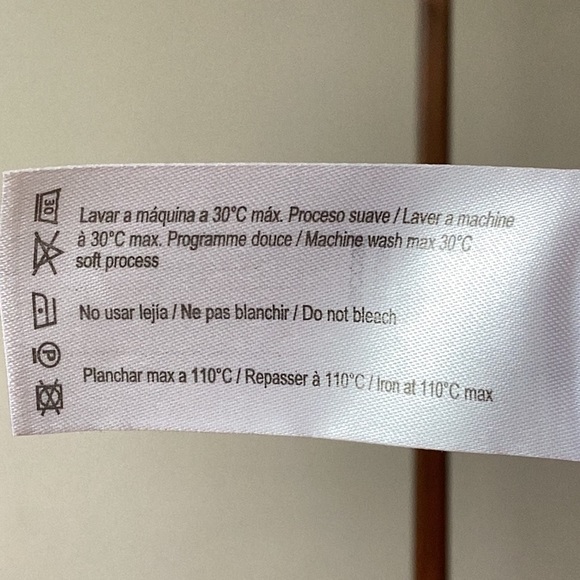 30
Lavar a máquina a 30°C máx. Proceso suave / Laver a machine
à 30°C max. Programme douce / Machine wash max 30°C
soft process
No usar lejía / Ne pas blanchir / Do not bleach
P
Planchar max a 110°C / Repasser à 110°C / Iron at 110°C max